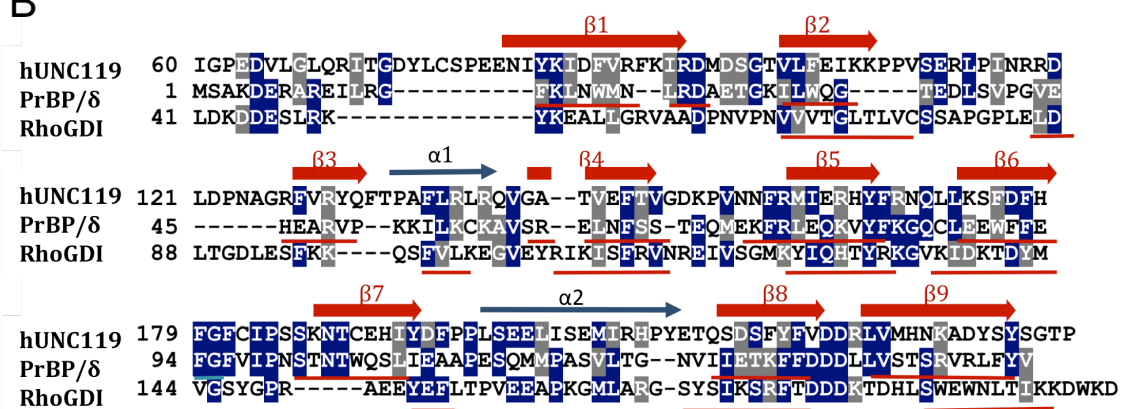 B
β1 β2
hUNC119 60 IGPEDVLGLQRITGDYLCSPEENIYKIDFVRFKIRDMDSGTVLFEIKKPPVSERLPINRRD
PrBP/δ 1 MSAKDERAREILRG----------FKLNWMN--LRDAETGKILWQG-----TEDLSVPGVE
RhoGDI 41 LDKDDESLRK--------------YKEALLGRVAADPNVPNVVVTGLTLVCSSAPGPLELD
β3 α1 β4 β5 β6
hUNC119 121 LDPNAGRFVRYQFTPAFLRLRQVGA--TVEFTVGDKPVNNFRMIERHYFRNQLLKSFDFH
PrBP/δ 45 ------HEARVP--KKILKCKAVSR--ELNFSS-TEQMEKFRLEQKVYFKGQCLEEWFFE
RhoGDI 88 LTGDLESFKK----QSFVLKEGVEYRIKISFRVNREIVSGMKYIQHTYRKGVKIDKTDYM
β7 α2 β8 β9
hUNC119 179 FGFCIPSSKNTCEHIYDFPPLSEELISEMIRHPYETQSDSFYFVDDRLVMHNKADYSYSGTP
PrBP/δ 94 FGFVIPNSTNTWQSLIEAAPESQMMPASVLTG--NVIIETKFFDDDLLVSTSRVRLFYV
RhoGDI 144 VGSYGPR-----AEEYEFLTPVEEAPKGMLARG-SYSIKSRFTDDDKTDHLSWEWNLTIKKDWKD